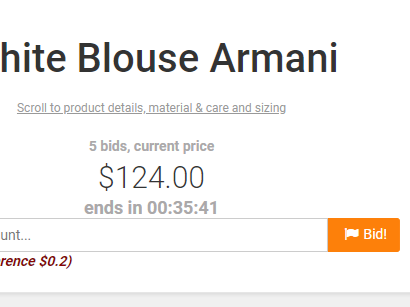 hite Blouse Armani
Scroll to product details, material & care and sizing
5 bids, current price
$124.00
ends in 00:35:41
unt... Bid!
rence $0.2)